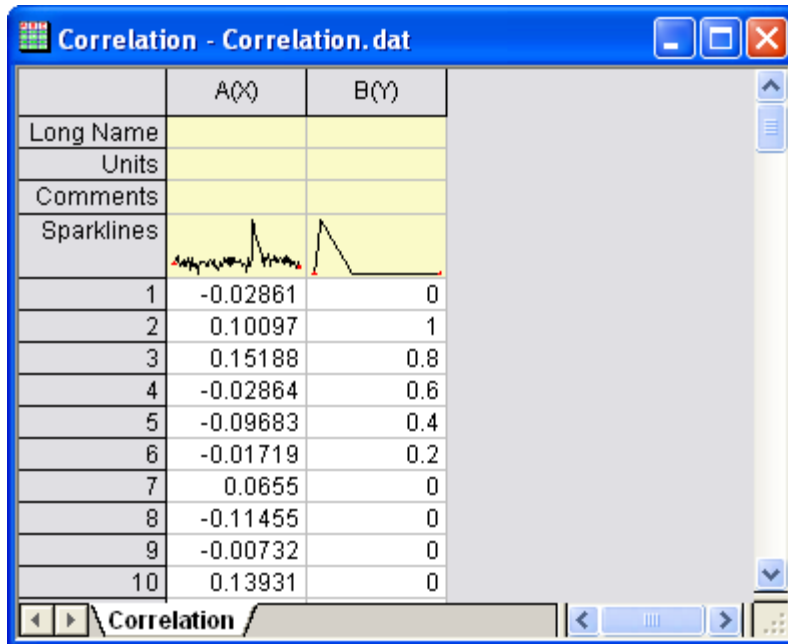 Correlation - Correlation.dat
A(X) B(Y)
Long Name
Units
Comments
Sparklines
1 -0.02861 0
2 0.10097 1
3 0.15188 0.8
4 -0.02864 0.6
5 -0.09683 0.4
6 -0.01719 0.2
7 0.0655 0
8 -0.11455 0
9 -0.00732 0
10 0.13931 0
Correlation